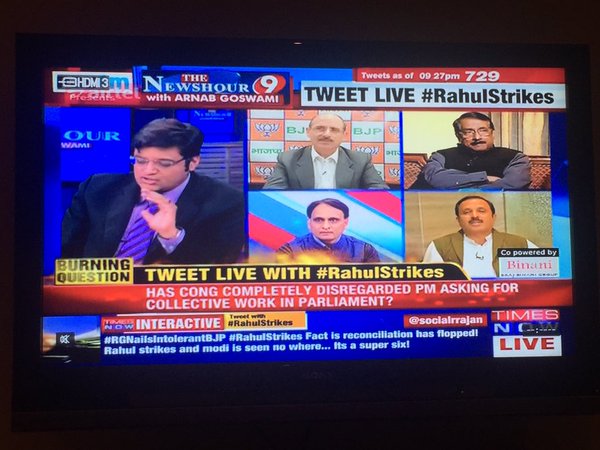 HDMI 3
Presents
airtel
THE
NEWSHOUR 9
with ARNAB GOSWAMI
Tweets as of 09 27pm 729
TWEET LIVE #RahulStrikes
OUR
WAMI
BJP
BJP
भाजपा
BURNING
QUESTION
TWEET LIVE WITH #RahulStrikes
Co powered by
Binani
HAS CONG COMPLETELY DISREGARDED PM ASKING FOR
COLLECTIVE WORK IN PARLIAMENT?
TIMES
NOW
INTERACTIVE
Tweet with
#RahulStrikes
@socialrrajan
#RGNailsIntolerantBJP #RahulStrikes Fact is reconciliation has flopped!
Rahul strikes and modi is seen no where... Its a super six!
TIMES
NOW
LIVE